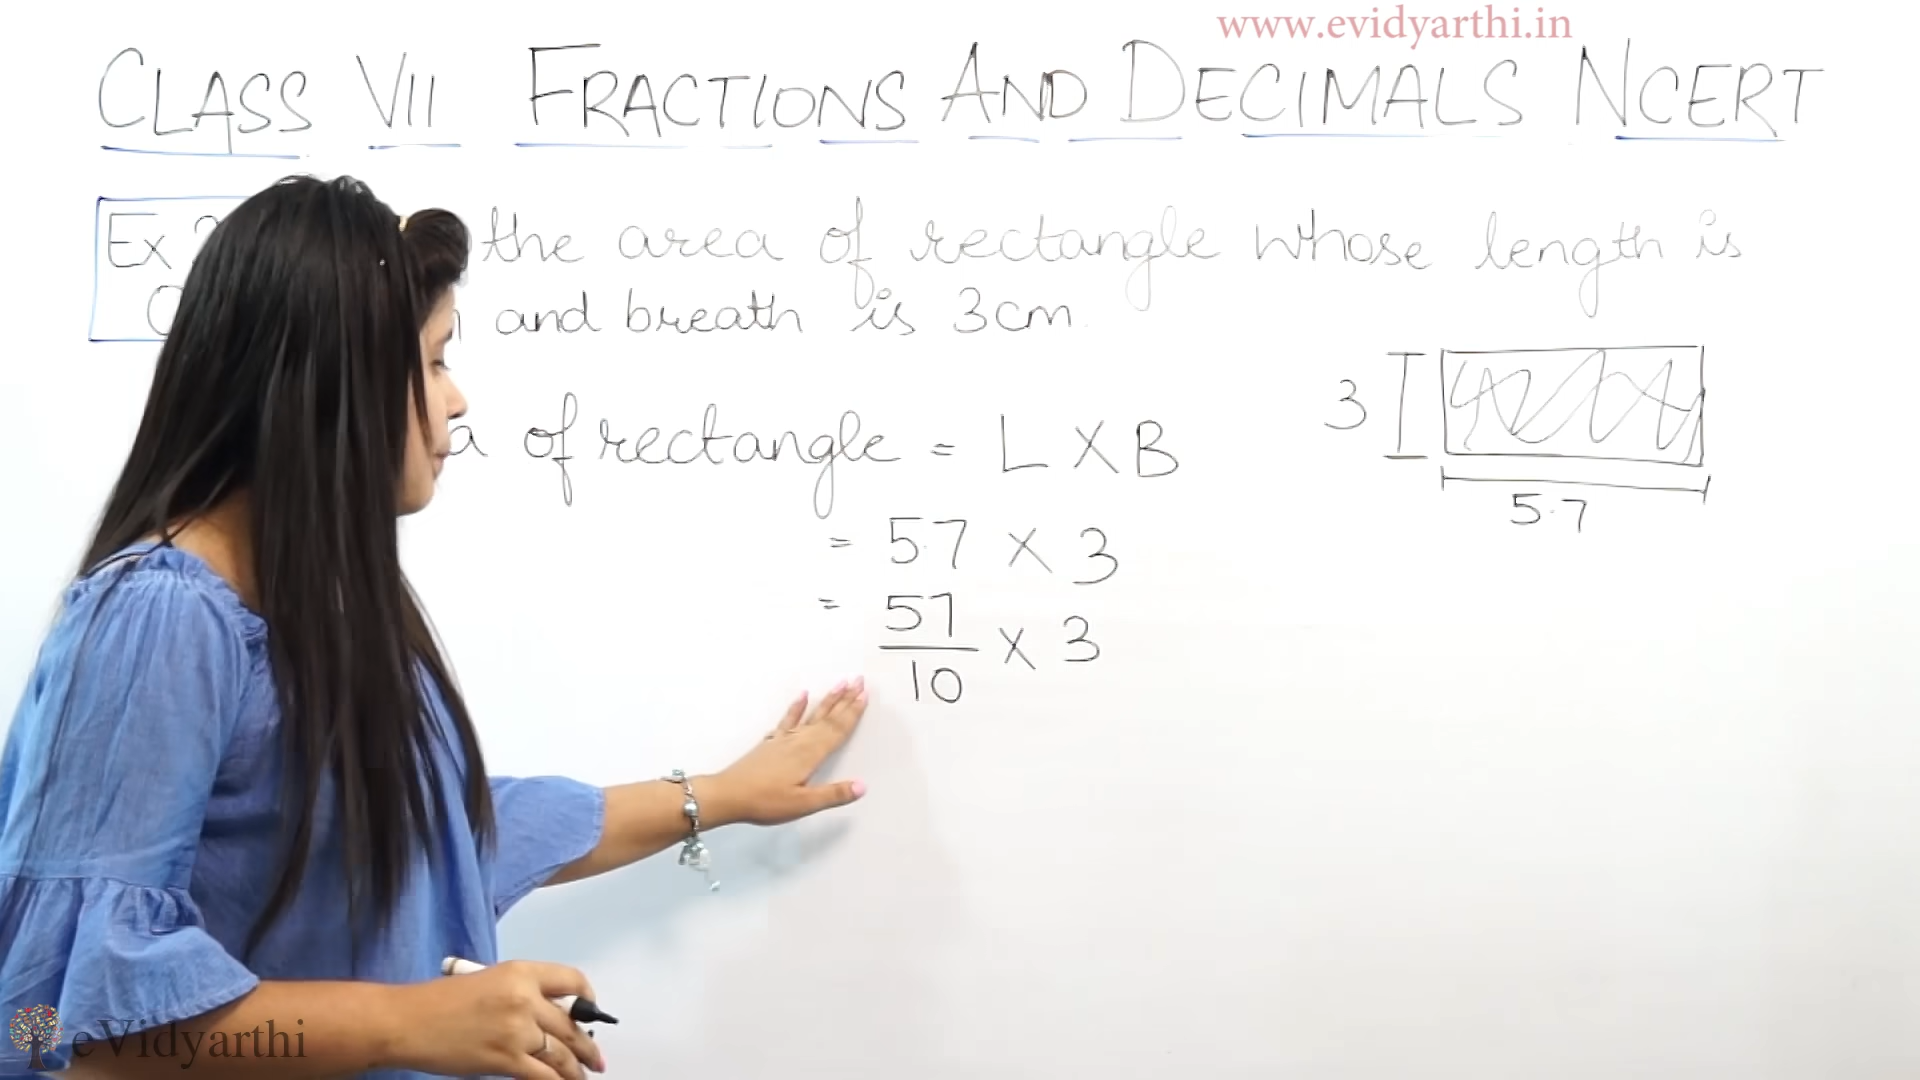 www.evidyarthi.in
CLASS VII FRACTIONS AND DECIMALS NCERT
Ex the area of rectangle whose length is
and breath is 3cm.
of rectangle = L X B
= 5.7 X 3
= 57/10 X 3
3
5.7
eVidyarthi